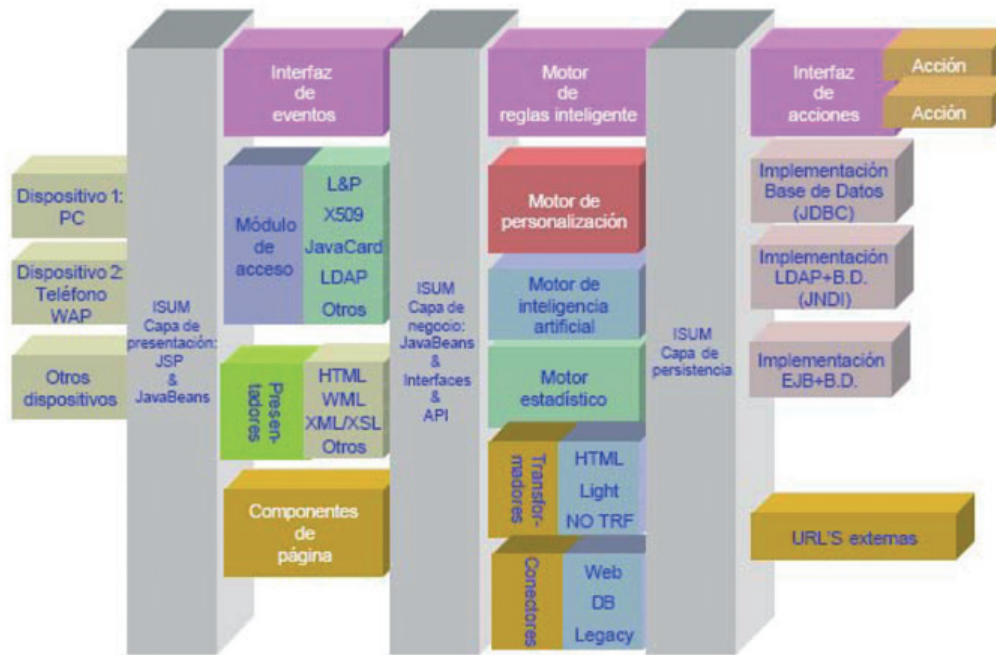 Interfaz
de
eventos
Motor
de
reglas inteligente
Interfaz
de
acciones
Acción
Acción
Dispositivo 1:
PC
Dispositivo 2:
Teléfono
WAP
Otros
dispositivos
ISUM
Capa de
presentación:
JSP
&
JavaBeans
Módulo
de
acceso
L&P
X509
JavaCard
LDAP
Otros
Presen-
tadores
HTML
WML
XML/XSL
Otros
Componentes
de
página
ISUM
Capa de
negocio:
JavaBeans
&
Interfaces
&
API
Motor de
personalización
Motor de
inteligencia
artificial
Motor
estadístico
Transfor-
madores
HTML
Light
NO TRF
Conectores
Web
DB
Legacy
ISUM
Capa de
persistencia
Implementación
Base de Datos
(JDBC)
Implementación
LDAP+B.D.
(JNDI)
Implementación
EJB+B.D.
URL'S externas